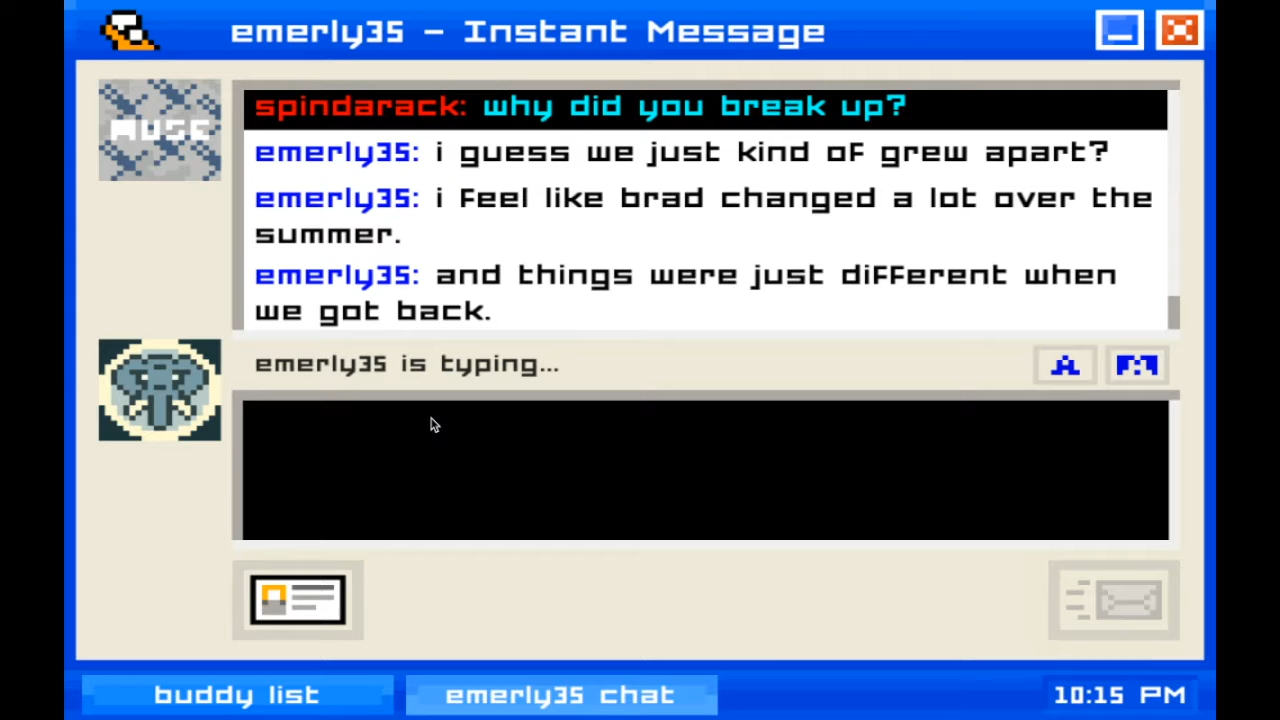 emerly35 - Instant Message
MUSE
spindarack: why did you break up?
emerly35: i guess we just kind of grew apart?
emerly35: i feel like brad changed a lot over the
summer.
emerly35: and things were just different when
we got back.
emerly35 is typing...
A
buddy list
emerly35 chat
10:15 PM